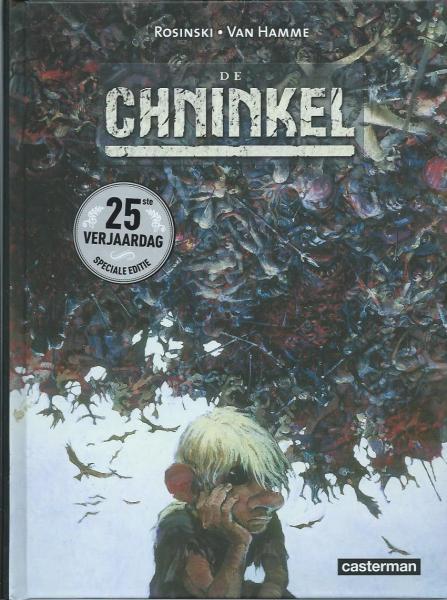 Rosinski • Van Hamme
DE
CHNINKEL
25ste
VERJAARDAG
SPECIALE EDITIE
casterman